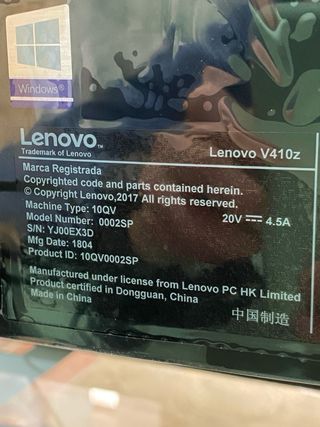 Windows®
Lenovo™
Trademark of Lenovo
Lenovo V410z
Marca Registrada
Copyrighted code and parts contained herein.
© Copyright Lenovo,2017 All rights reserved.
Machine Type: 10QV
Model Number: 0002SP
20V ⎓ 4.5A
S/N: YJ00EX3D
Mfg Date: 1804
Product ID: 10QV0002SP
Manufactured under license from Lenovo PC HK Limited
Product certified in Dongguan, China
Made in China
中国制造